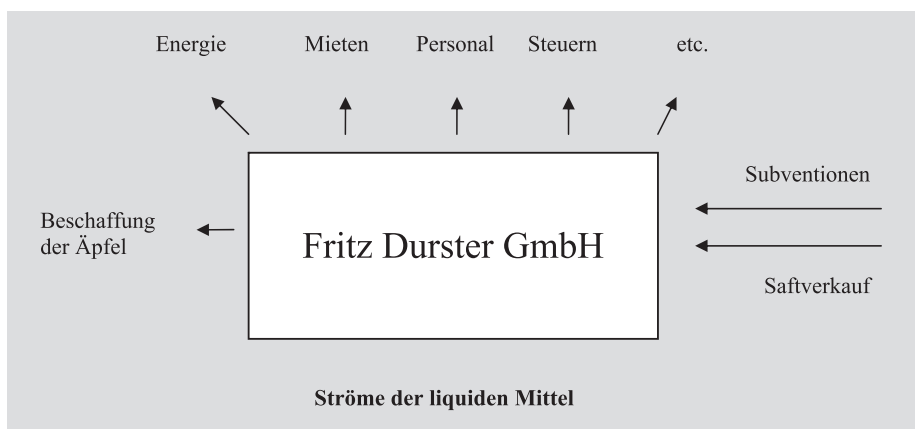 Energie Mieten Personal Steuern etc.
Subventionen
Beschaffung
der Äpfel
Fritz Durster GmbH
Saftverkauf
Ströme der liquiden Mittel